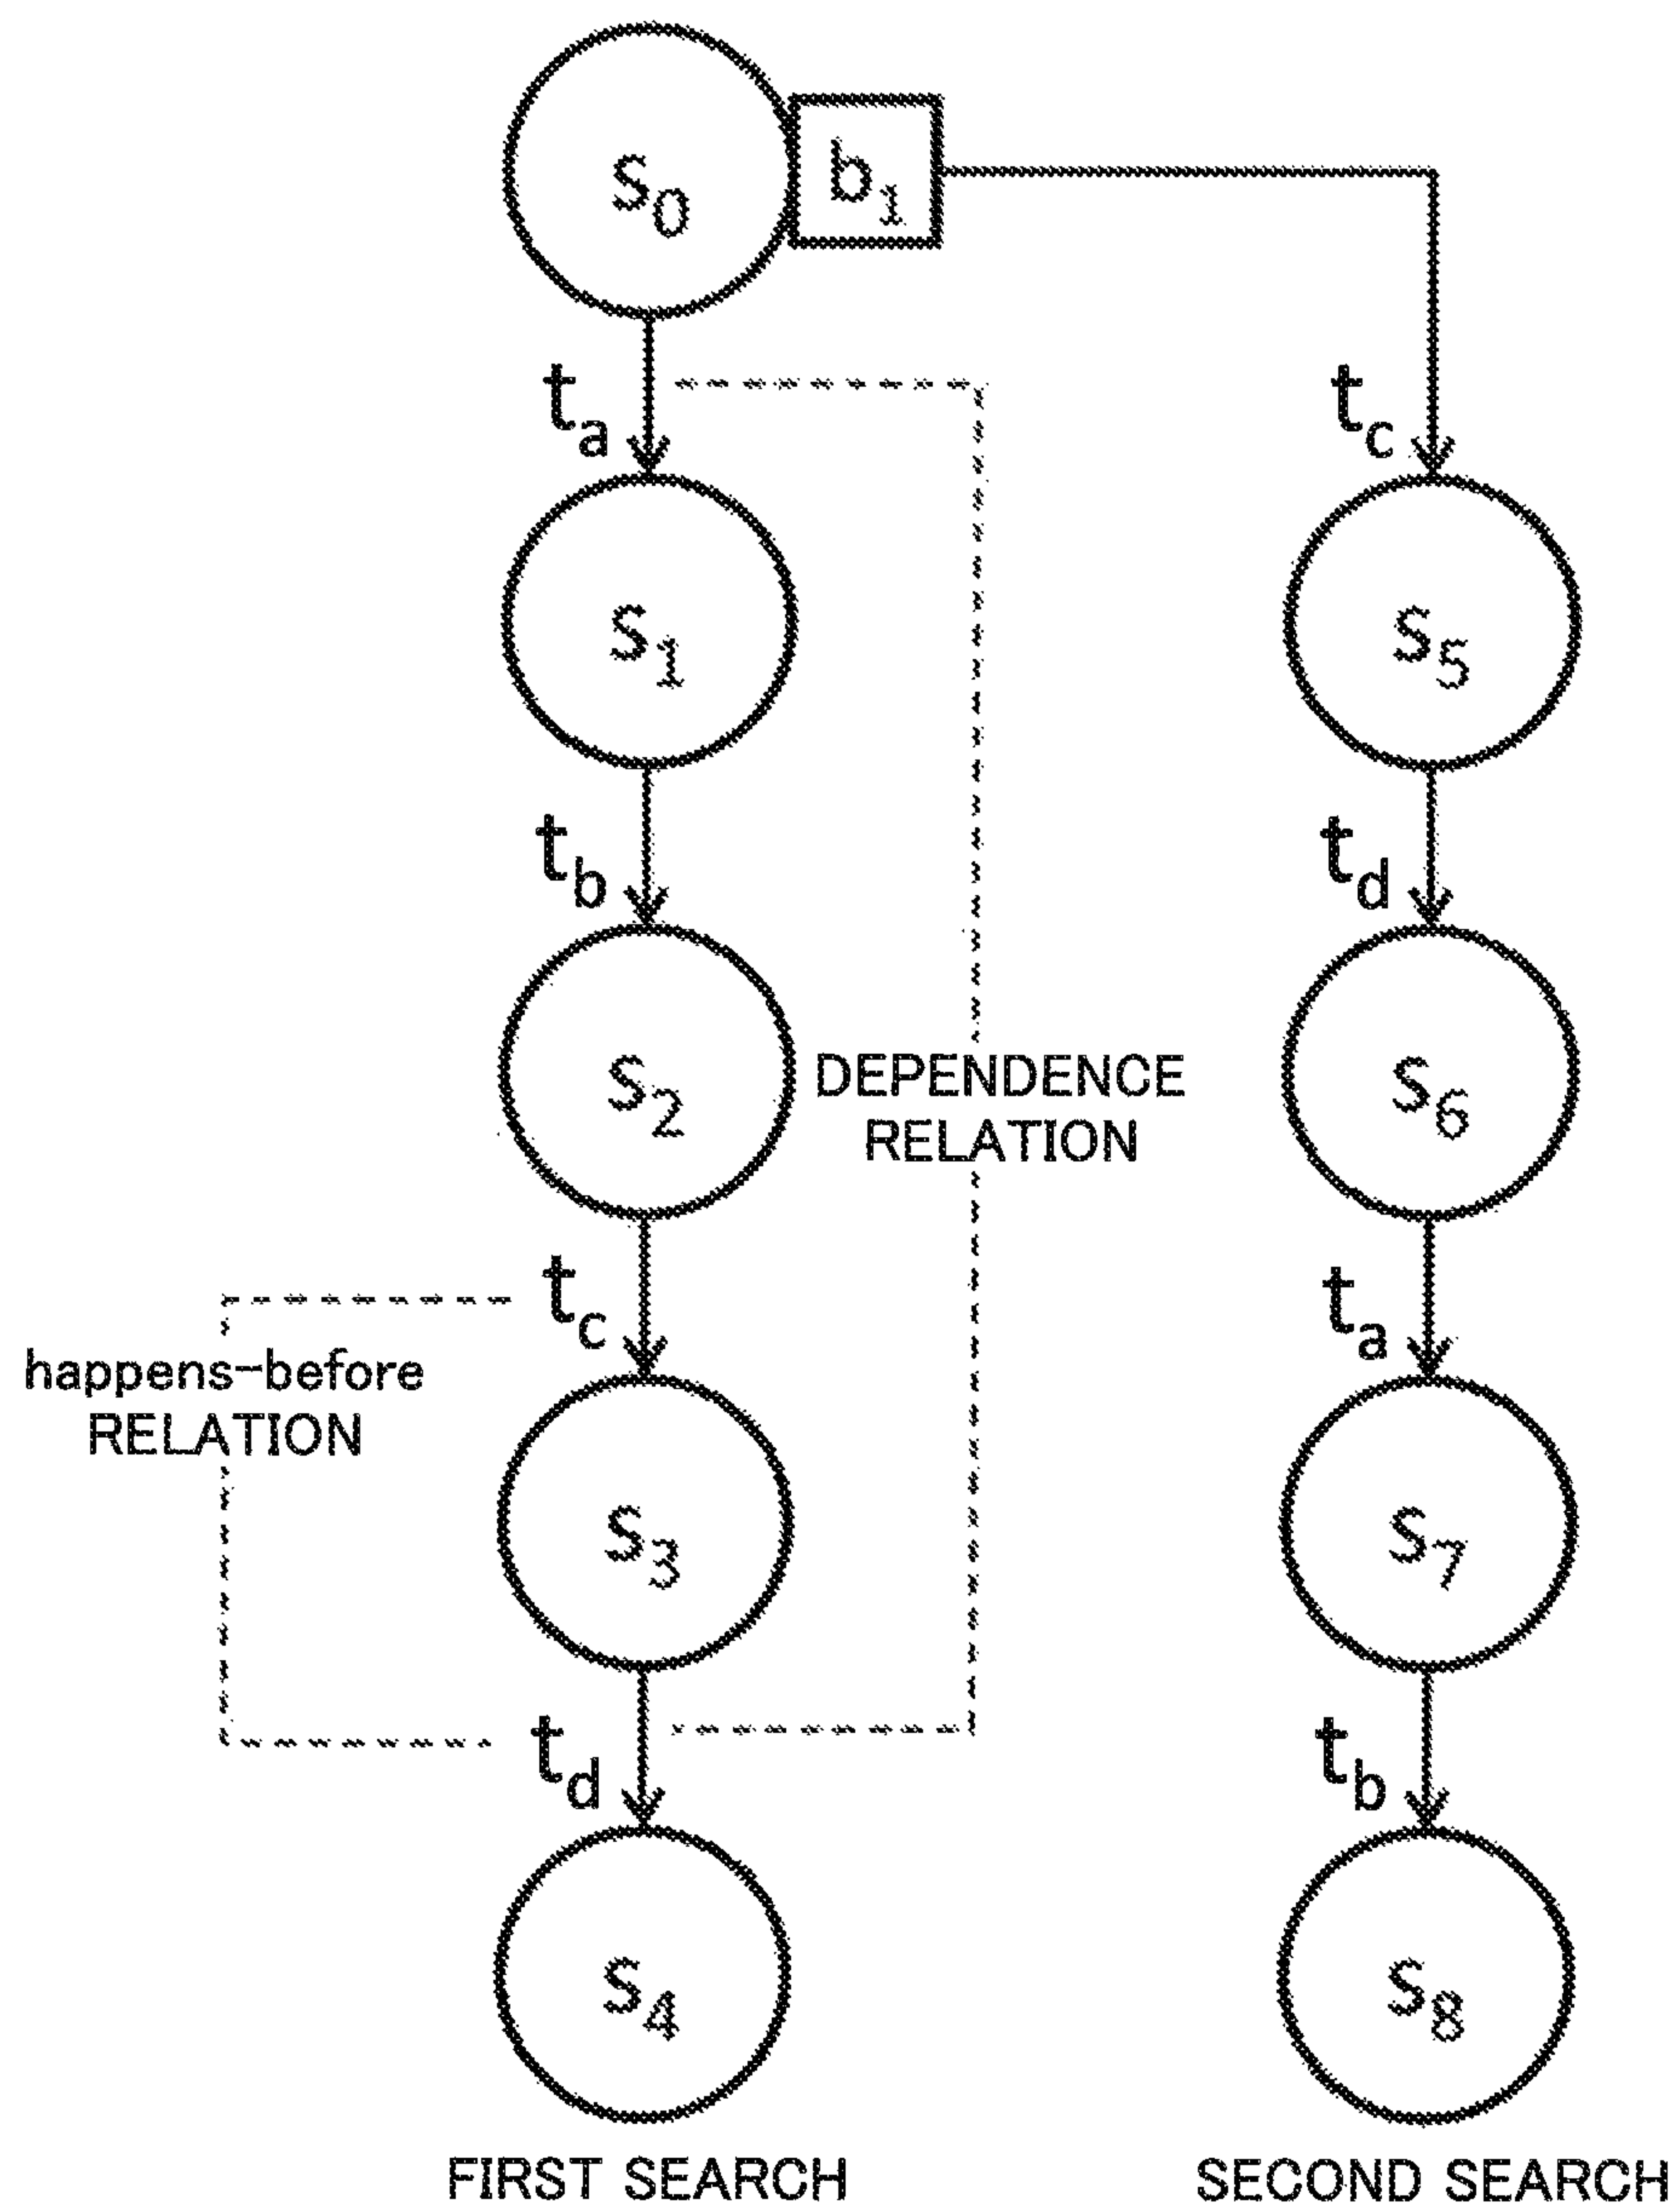 s0 b1
ta tc
s1 s5
tb td
s2 DEPENDENCE s6
RELATION
tc ta
happens-before
RELATION
s3 s7
td tb
s4 s8
FIRST SEARCH SECOND SEARCH